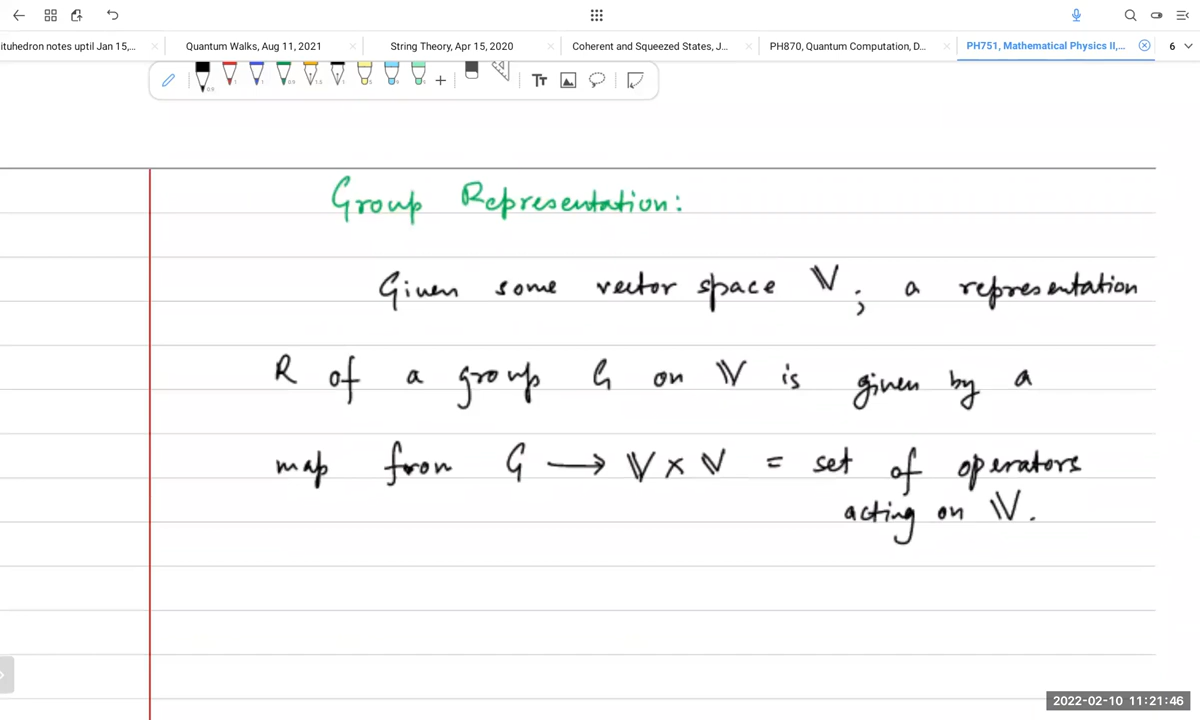 ituhedron notes uptil Jan 15,...
Quantum Walks, Aug 11, 2021
String Theory, Apr 15, 2020
Coherent and Squeezed States, J...
PH870, Quantum Computation, D...
PH751, Mathematical Physics II,...
6
Tт
Group Representation:
Given some vector space 𝕍; a representation
R of a group G on 𝕍 is given by a
map from G ⟶ 𝕍 × 𝕍 = set of operators
acting on 𝕍.
2022-02-10 11:21:46